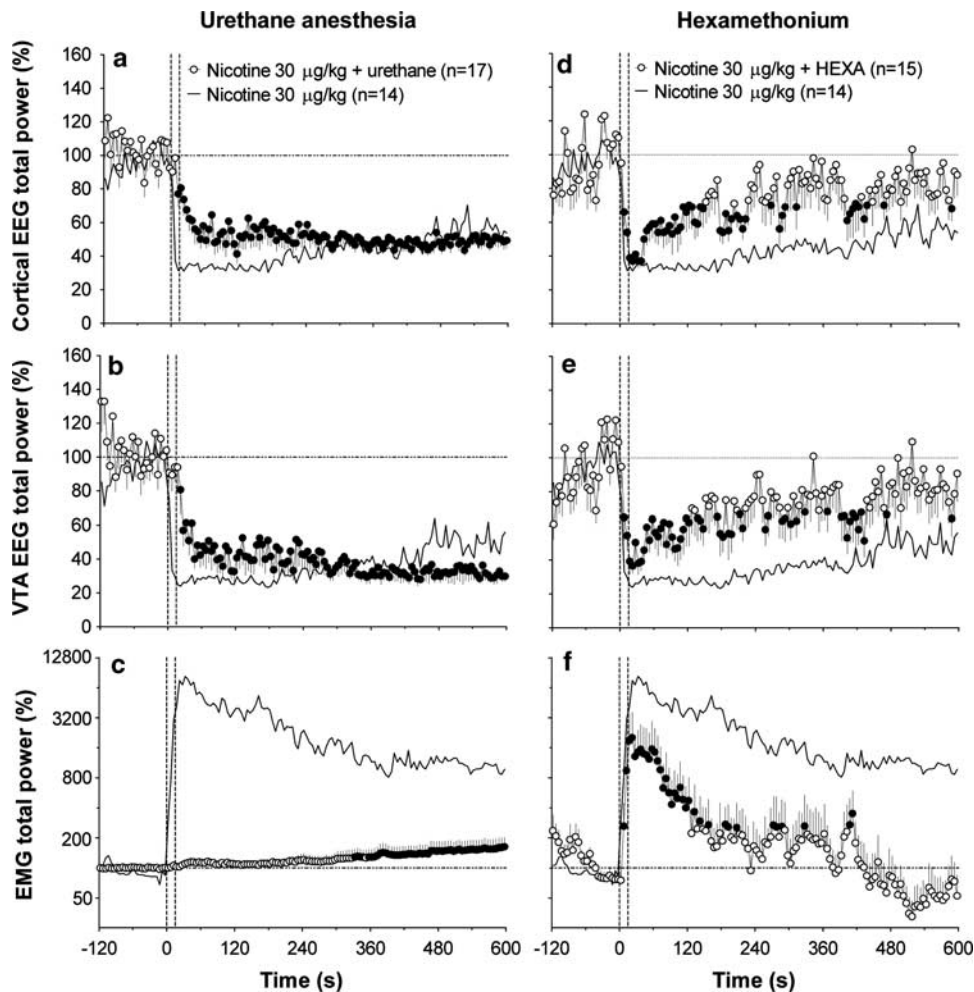 Urethane anesthesia
Hexamethonium
Cortical EEG total power (%)
160
140
120
100
80
60
40
20
0
a
Nicotine 30 µg/kg + urethane (n=17)
Nicotine 30 µg/kg (n=14)
d
Nicotine 30 µg/kg + HEXA (n=15)
Nicotine 30 µg/kg (n=14)
VTA EEG total power (%)
160
140
120
100
80
60
40
20
0
b
e
EMG total power (%)
12800
3200
800
200
50
c
f
-120 0 120 240 360 480 600
-120 0 120 240 360 480 600
Time (s)
Time (s)